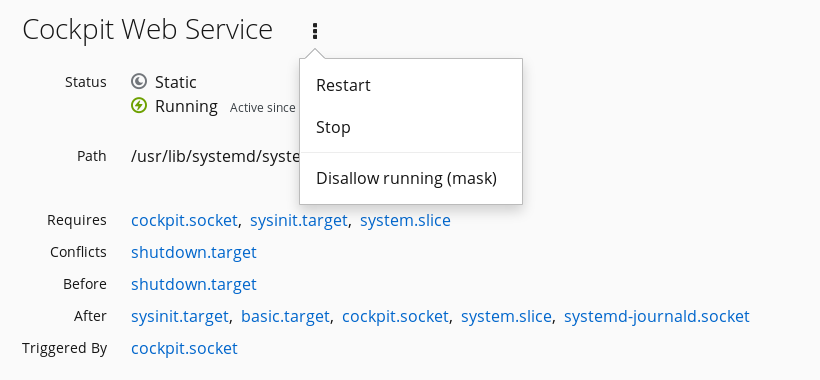 Cockpit Web Service
Restart
Stop
Disallow running (mask)
Status Static
Running Active since
Path /usr/lib/systemd/syste
Requires cockpit.socket, sysinit.target, system.slice
Conflicts shutdown.target
Before shutdown.target
After sysinit.target, basic.target, cockpit.socket, system.slice, systemd-journald.socket
Triggered By cockpit.socket